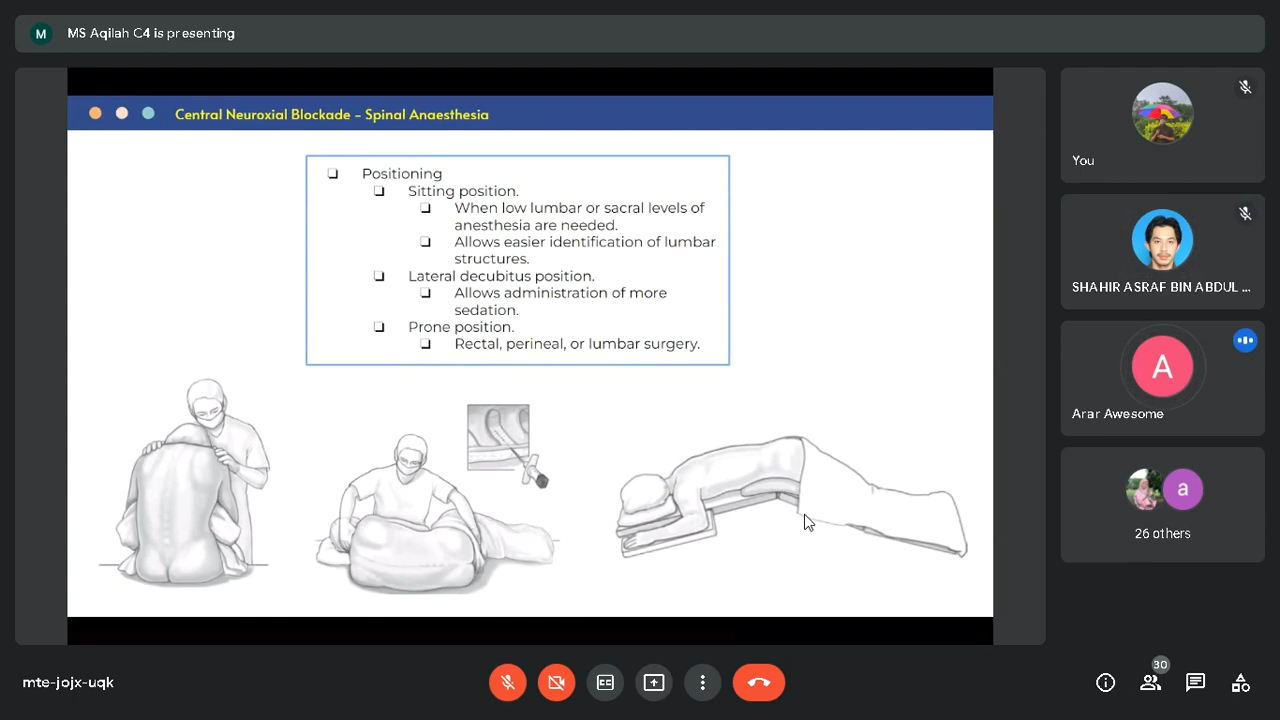 M MS Aqilah C4 is presenting
Central Neuroxial Blockade - Spinal Anaesthesia
Positioning
Sitting position.
When low lumbar or sacral levels of
anesthesia are needed.
Allows easier identification of lumbar
structures.
Lateral decubitus position.
Allows administration of more
sedation.
Prone position.
Rectal, perineal, or lumbar surgery.
You
SHAHIR ASRAF BIN ABDUL ...
A
Arar Awesome
a
26 others
mte-jojx-uqk
CC
30